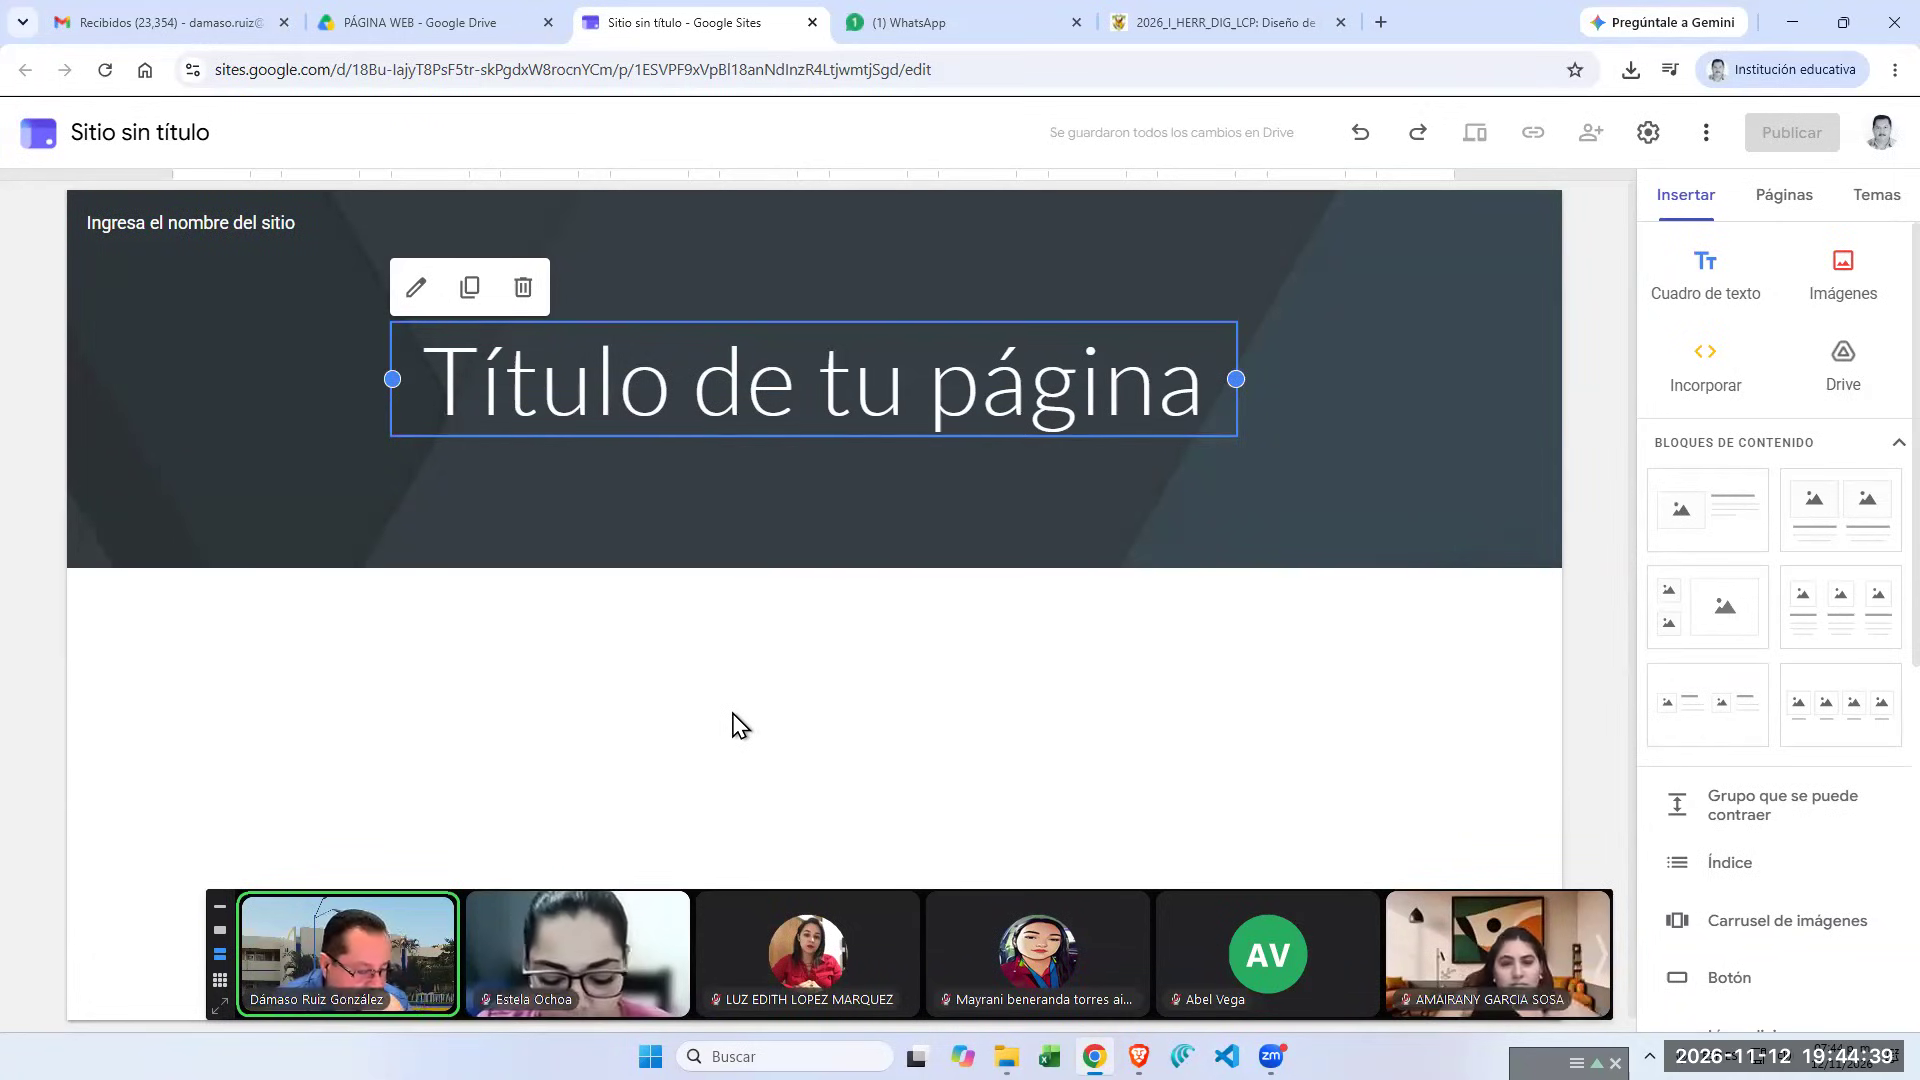 Recibidos (23,354) - damaso.ruiz@
PÁGINA WEB - Google Drive
Sitio sin título - Google Sites
(1) WhatsApp
2026_I_HERR_DIG_LCP: Diseño de
Pregúntale a Gemini
sites.google.com/d/18Bu-IajyT8PsF5tr-skPgdxW8rocnYCm/p/1ESVPF9xVpBl18anNdInzR4LtjwmtjSgd/edit
Institución educativa
Sitio sin título
Se guardaron todos los cambios en Drive
Publicar
Insertar
Páginas
Temas
Ingresa el nombre del sitio
Título de tu página
Cuadro de texto
Imágenes
Incorporar
Drive
BLOQUES DE CONTENIDO
Grupo que se puede
contraer
Índice
Carrusel de imágenes
Botón
Dámaso Ruiz González
Estela Ochoa
LUZ EDITH LOPEZ MARQUEZ
Mayrani beneranda torres ai...
AV
Abel Vega
AMAIRANY GARCIA SOSA
Buscar
zm
2026-11-12 19:44:39